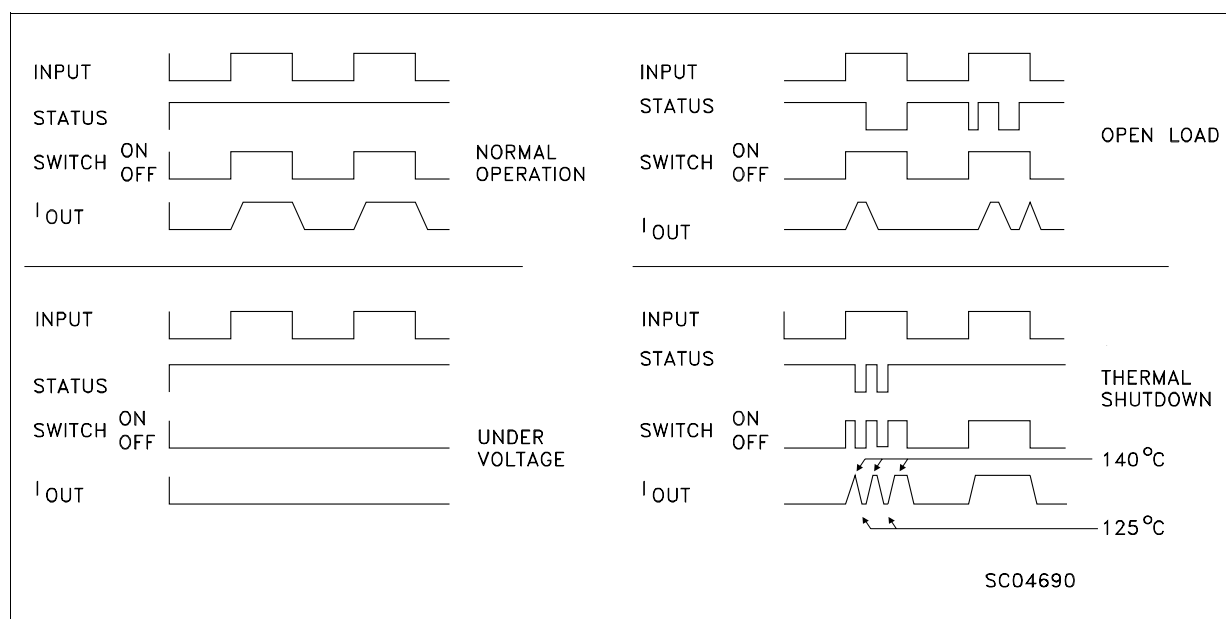 INPUT
STATUS
SWITCH ON
OFF
I OUT
NORMAL
OPERATION
INPUT
STATUS
SWITCH ON
OFF
I OUT
OPEN LOAD
INPUT
STATUS
SWITCH ON
OFF
I OUT
UNDER
VOLTAGE
INPUT
STATUS
SWITCH ON
OFF
I OUT
THERMAL
SHUTDOWN
140°C
125°C
SC04690